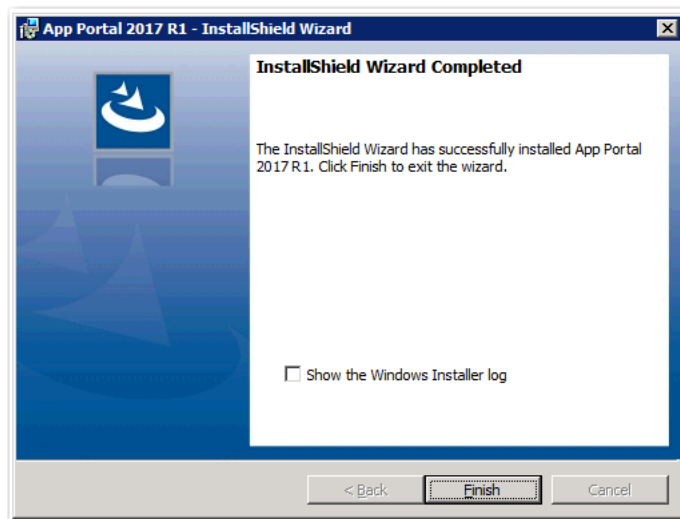 App Portal 2017 R1 - InstallShield Wizard
InstallShield Wizard Completed
The InstallShield Wizard has successfully installed App Portal
2017 R1. Click Finish to exit the wizard.
Show the Windows Installer log
< Back Finish Cancel